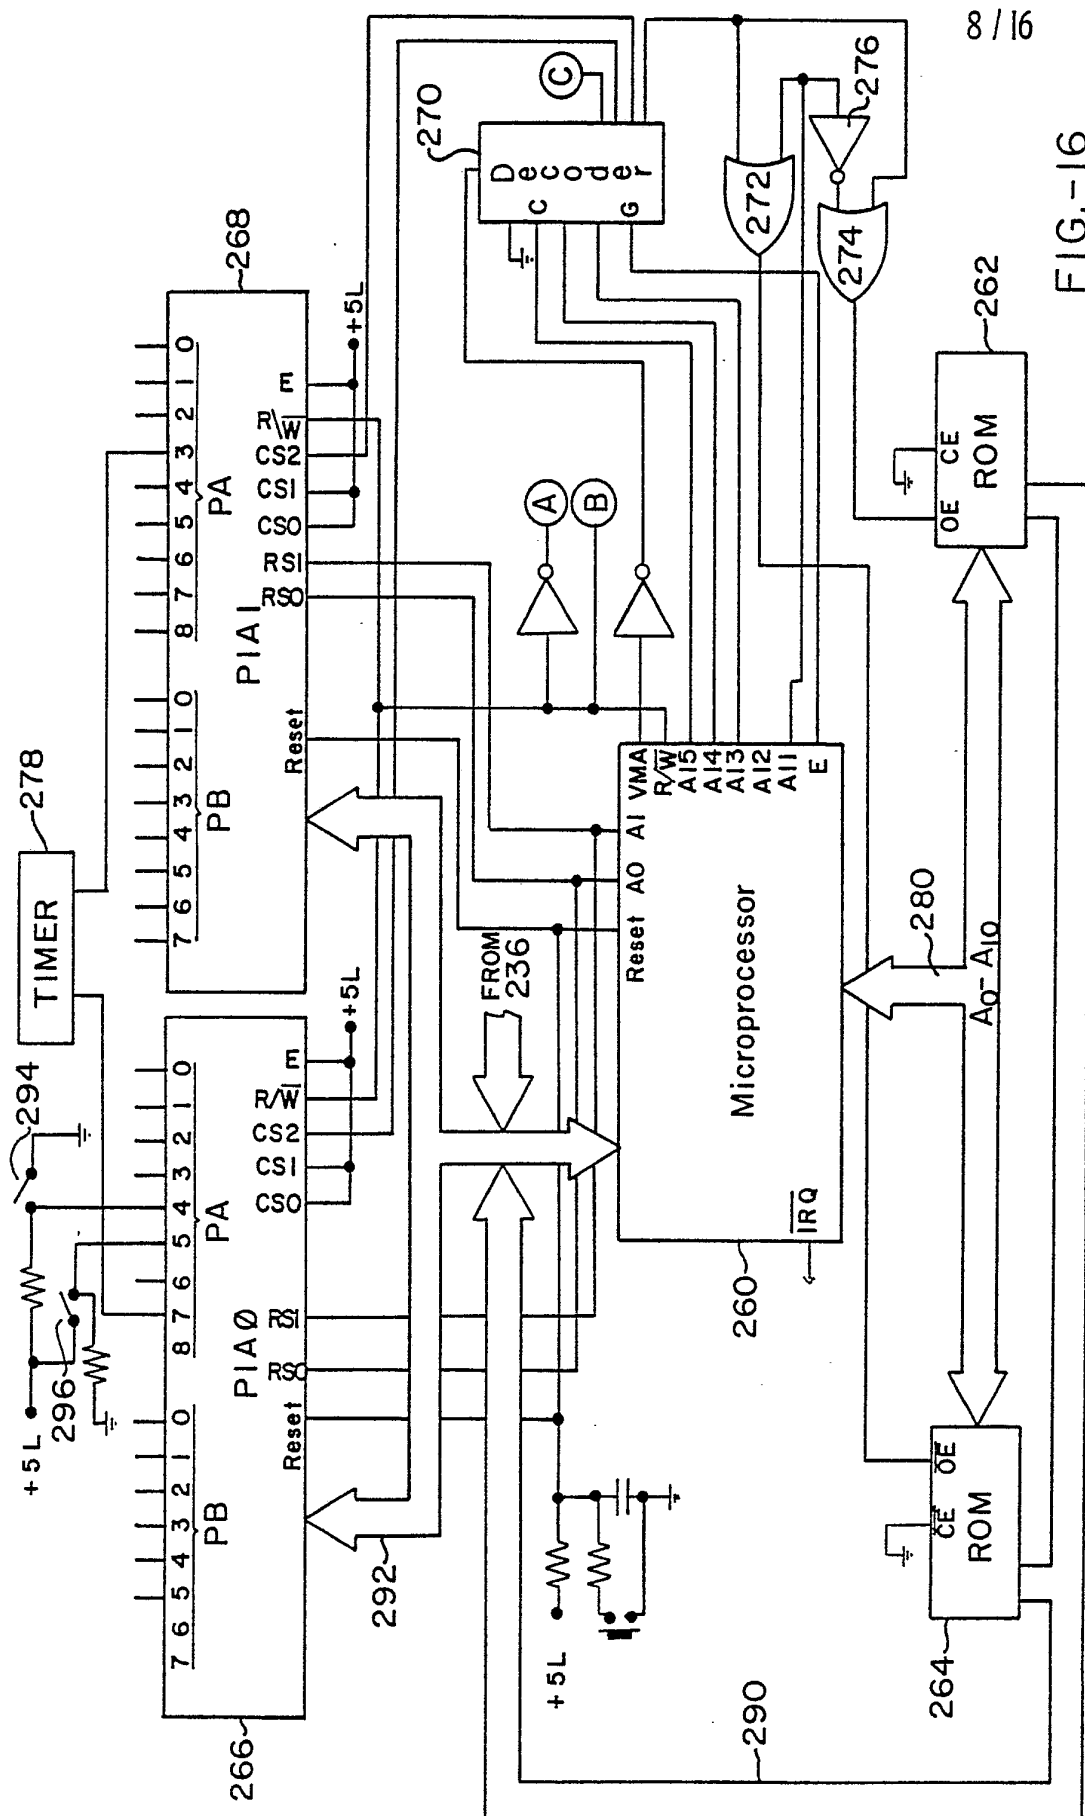 8/16
FIG.-16
+5L
294
296
TIMER
278
7 6 5 4 3 2 1 0
PB
8 7 6 5 4 3 2 1 0
PA
PIAØ
Reset
RS0
RS1
CS0
CS1
CS2
R/W̅
E
+5L
266
7 6 5 4 3 2 1 0
PB
8 7 6 5 4 3 2 1 0
PA
PIA1
Reset
RS0
RS1
CS0
CS1
CS2
R\W̅
E
+5L
268
292
FROM
236
A
B
C
270
Decoder
C
G
+5L
Reset
A0
A1
VMA
R/W̅
A15
A14
A13
A12
A11
E
Microprocessor
I̅R̅Q̅
260
272
274
276
290
280
A0-A10
264
C̅E̅
O̅E̅
ROM
OE
CE
ROM
262